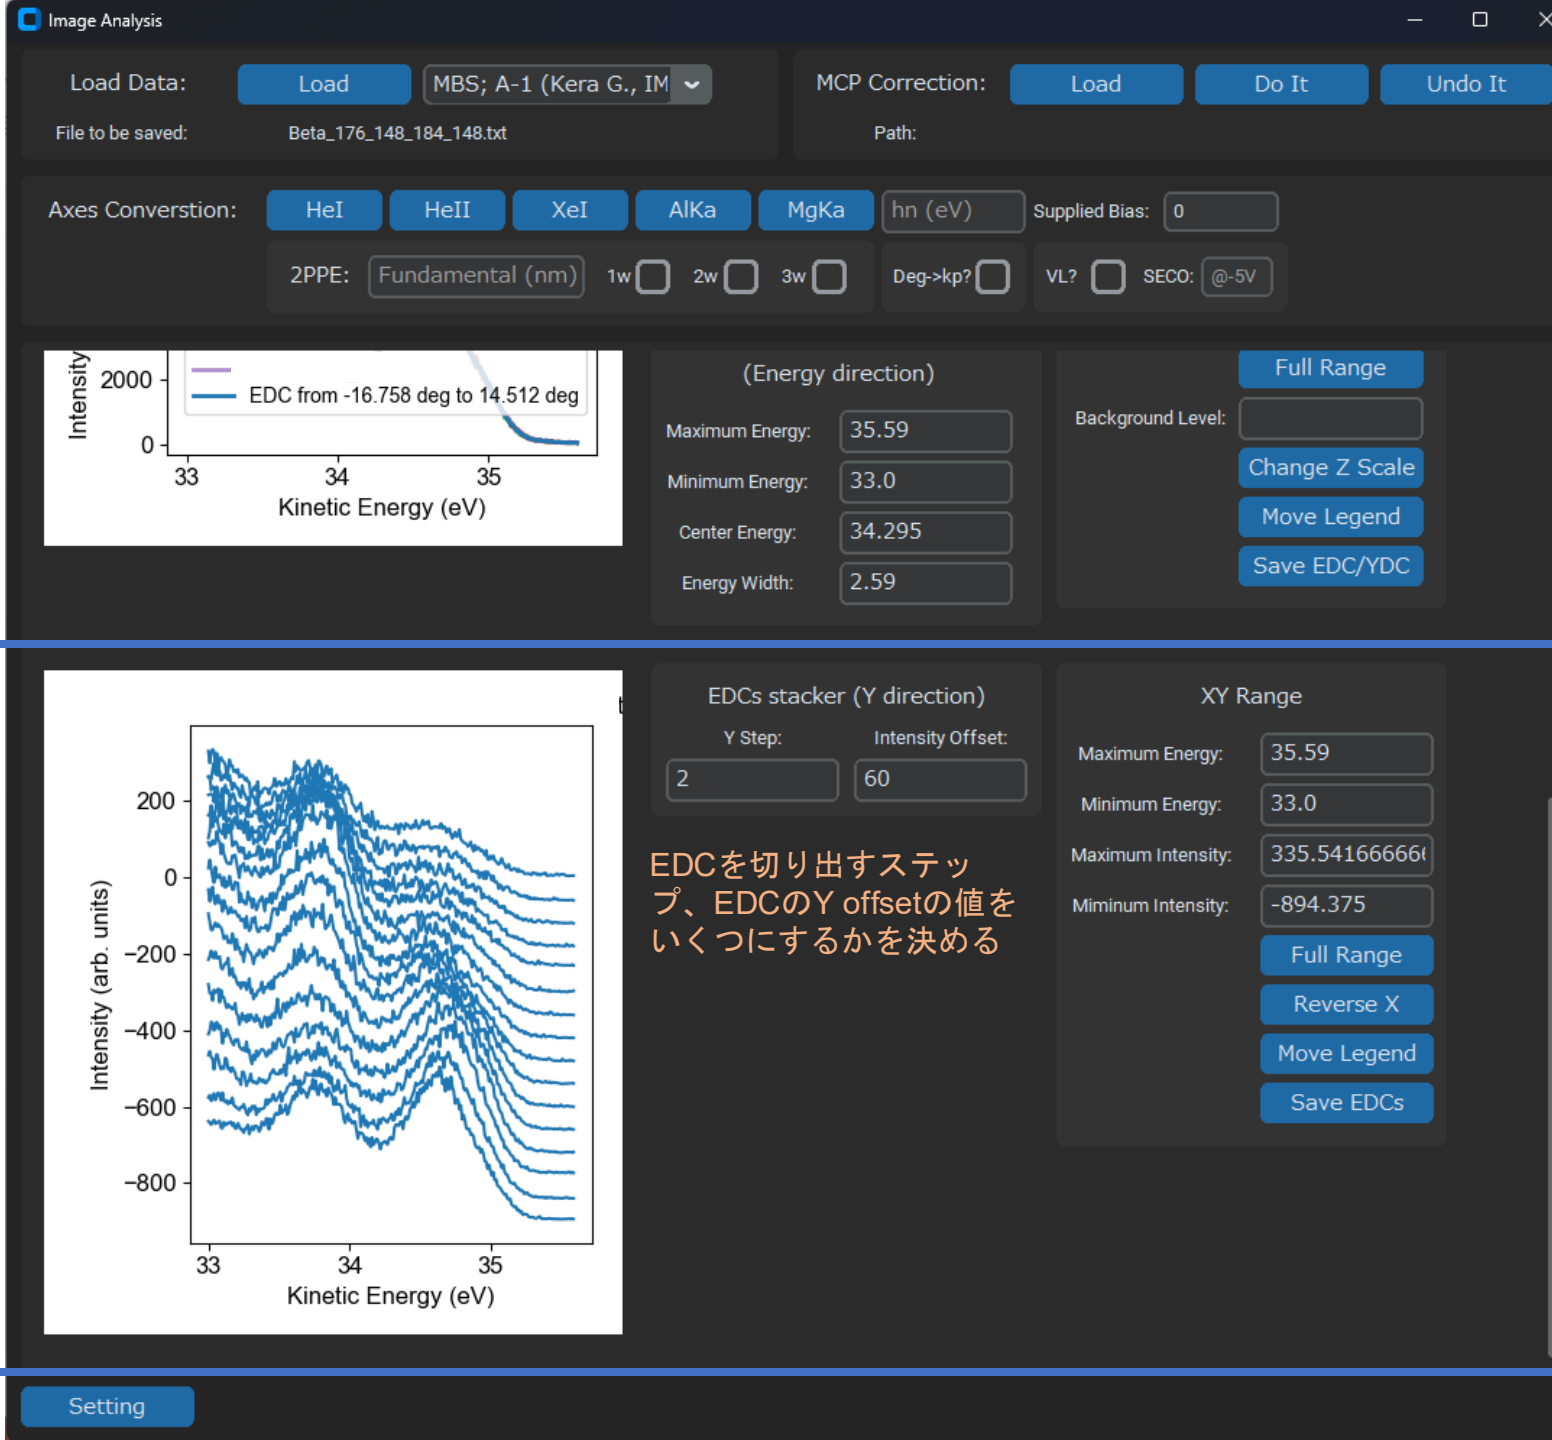 Image Analysis
Load Data: Load MBS; A-1 (Kera G., IM
MCP Correction: Load Do It Undo It
File to be saved: Beta_176_148_184_148.txt
Path:
Axes Converstion: HeI HeII XeI AlKa MgKa hn (eV) Supplied Bias: 0
2PPE: Fundamental (nm) 1w 2w 3w Deg->kp? VL? SECO: @-5V
Intensity
2000
0
EDC from -16.758 deg to 14.512 deg
33 34 35
Kinetic Energy (eV)
(Energy direction)
Maximum Energy: 35.59
Minimum Energy: 33.0
Center Energy: 34.295
Energy Width: 2.59
Full Range
Background Level:
Change Z Scale
Move Legend
Save EDC/YDC
Intensity (arb. units)
200
0
−200
−400
−600
−800
33 34 35
Kinetic Energy (eV)
EDCs stacker (Y direction)
Y Step: Intensity Offset:
2 60
EDCを切り出すステッ
プ、EDCのY offsetの値を
いくつにするかを決める
XY Range
Maximum Energy: 35.59
Minimum Energy: 33.0
Maximum Intensity: 335.54166666
Miminum Intensity: -894.375
Full Range
Reverse X
Move Legend
Save EDCs
Setting